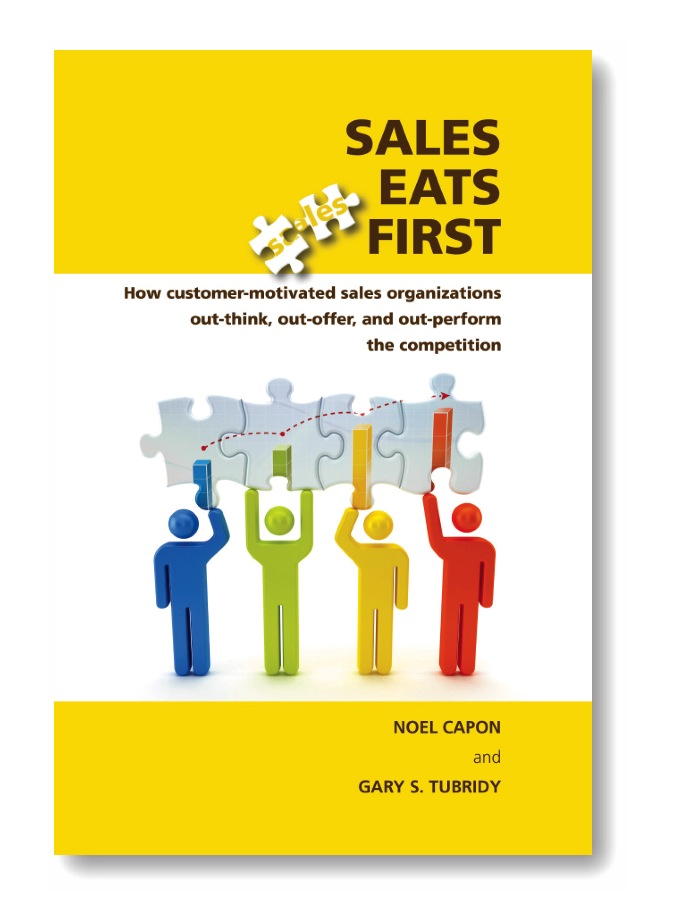 SALES
EATS
FIRST
How customer-motivated sales organizations
out-think, out-offer, and out-perform
the competition
NOEL CAPON
and
GARY S. TUBRIDY